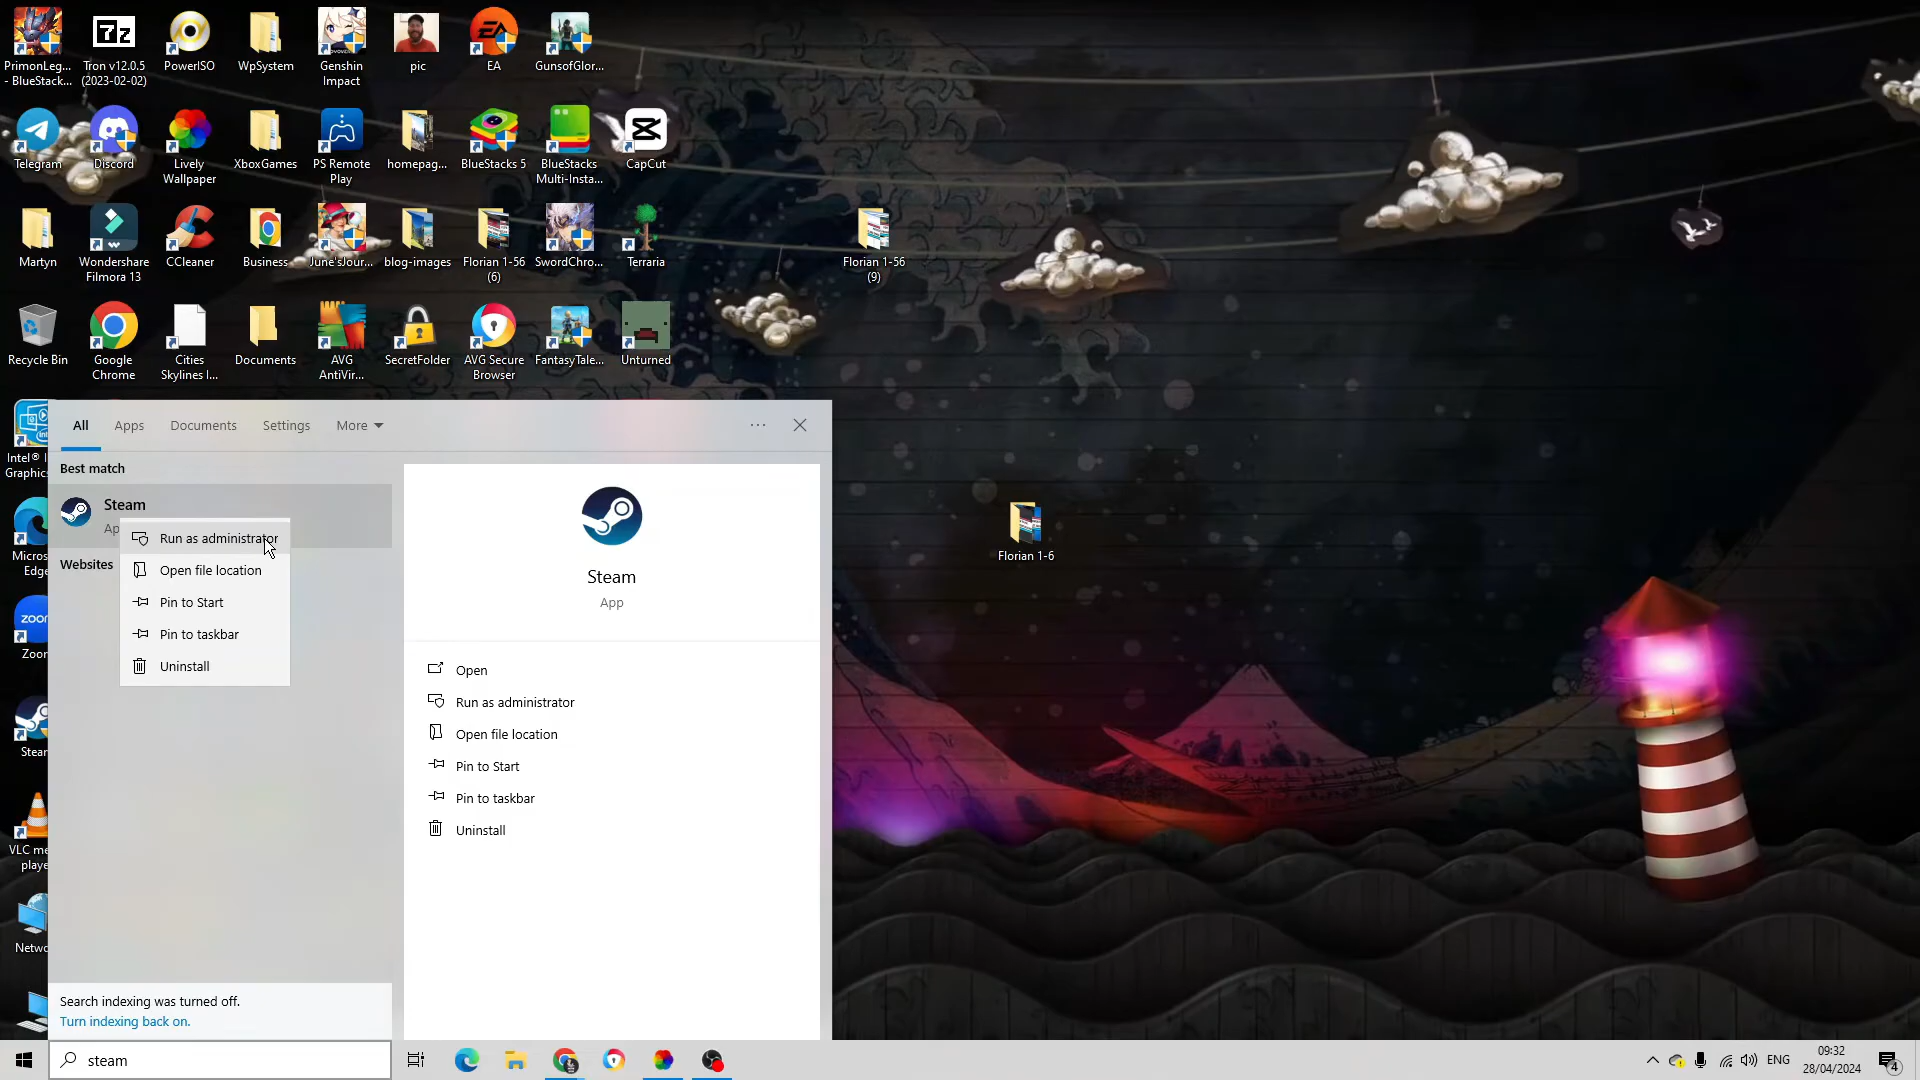 PrimonLeg...
- BlueStack...
Tron v12.0.5
(2023-02-02)
PowerISO
WpSystem
Genshin
Impact
pic
EA
GunsofGlor...
Telegram
Discord
Lively
Wallpaper
XboxGames
PS Remote
Play
homepag...
BlueStacks 5
BlueStacks
Multi-Insta...
CapCut
Martyn
Wondershare
Filmora 13
CCleaner
Business
June'sJour...
blog-images
Florian 1-56
(6)
SwordChro...
Terraria
Florian 1-56
(9)
Recycle Bin
Google
Chrome
Cities
Skylines I...
Documents
AVG
AntiVir...
SecretFolder
AVG Secure
Browser
FantasyTale...
Unturned
Intel® I
Graphics
Micros
Edge
zoom
Zoom
Steam
VLC me
playe
Netwo
All
Apps
Documents
Settings
More
Best match
Steam
Ap
Websites
Run as administrator
Open file location
Pin to Start
Pin to taskbar
Uninstall
Steam
App
Open
Run as administrator
Open file location
Pin to Start
Pin to taskbar
Uninstall
Florian 1-6
Search indexing was turned off.
Turn indexing back on.
steam
ENG
09:32
28/04/2024
4